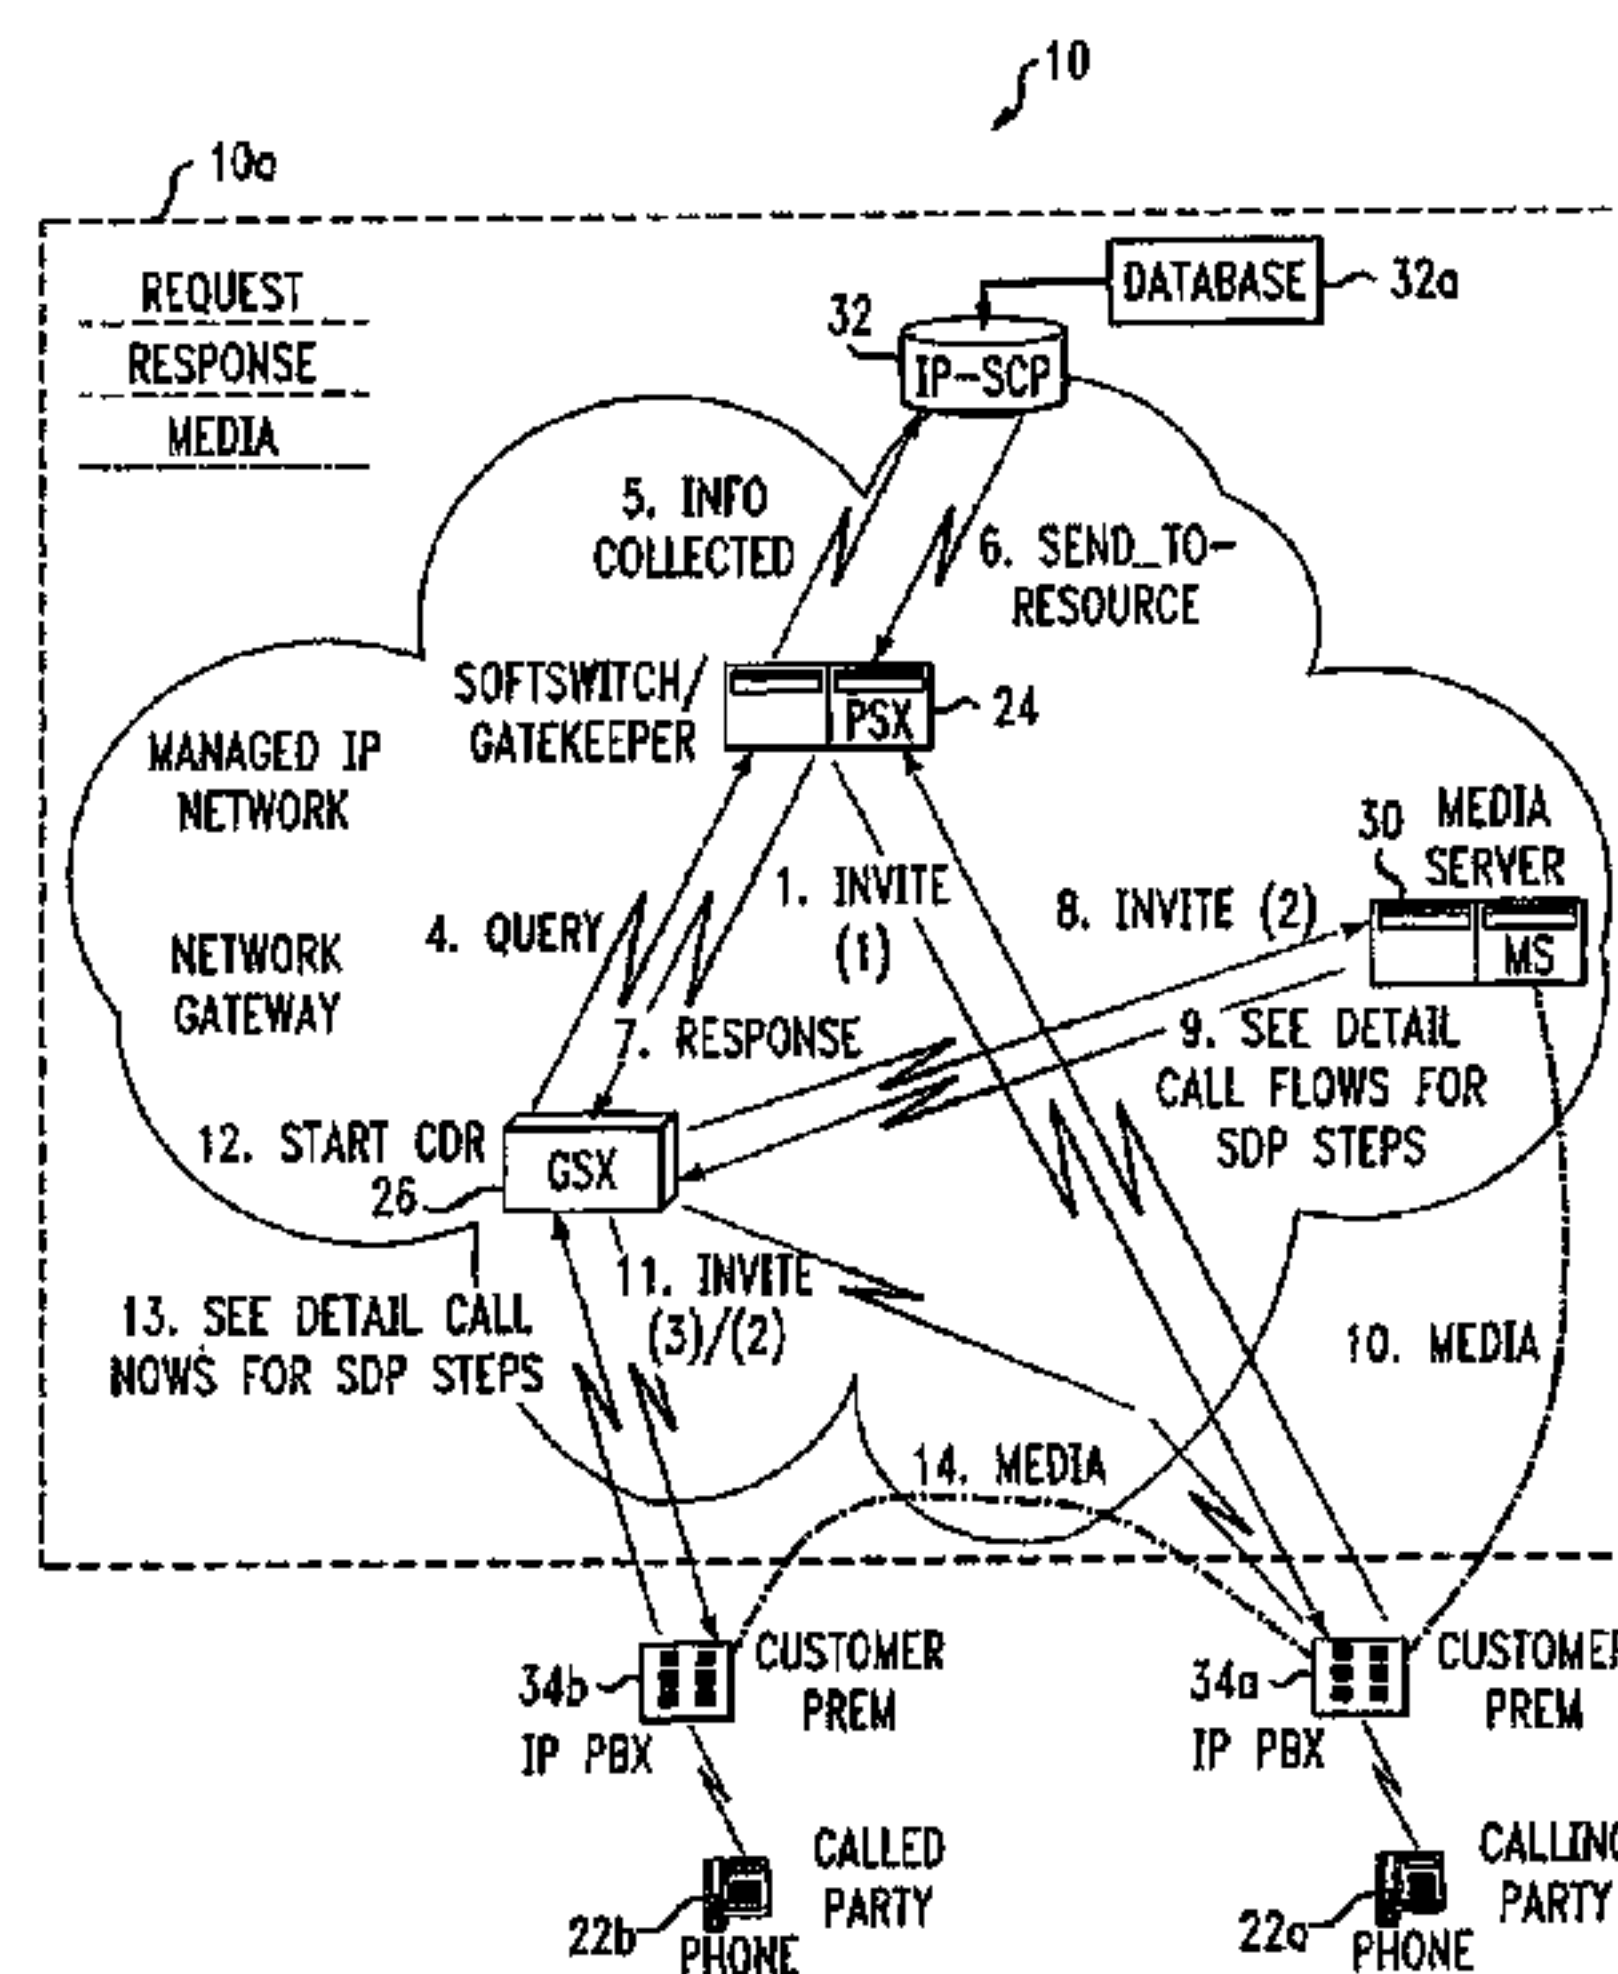 10
10a
REQUEST
RESPONSE
MEDIA
DATABASE
32a
32
IP-SCP
5. INFO
COLLECTED
6. SEND_TO-
RESOURCE
SOFTSWITCH/
GATEKEEPER
PSX
24
MANAGED IP
NETWORK
30
MEDIA
SERVER
MS
4. QUERY
1. INVITE
(1)
8. INVITE (2)
NETWORK
GATEWAY
7. RESPONSE
9. SEE DETAIL
CALL FLOWS FOR
SDP STEPS
12. START CDR
26
GSX
11. INVITE
(3)/(2)
13. SEE DETAIL CALL
NOWS FOR SDP STEPS
10. MEDIA
14. MEDIA
34b
IP PBX
CUSTOMER
PREM
34a
IP PBX
CUSTOMER
PREM
CALLED
PARTY
22b
PHONE
CALLING
PARTY
22a
PHONE